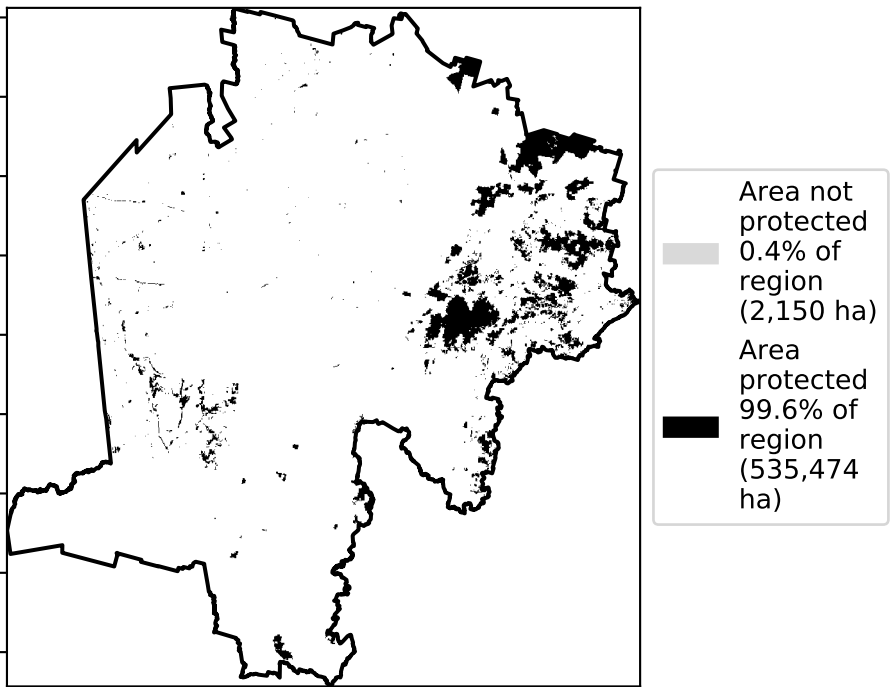 Area not
protected
0.4% of
region
(2,150 ha)
Area
protected
99.6% of
region
(535,474
ha)